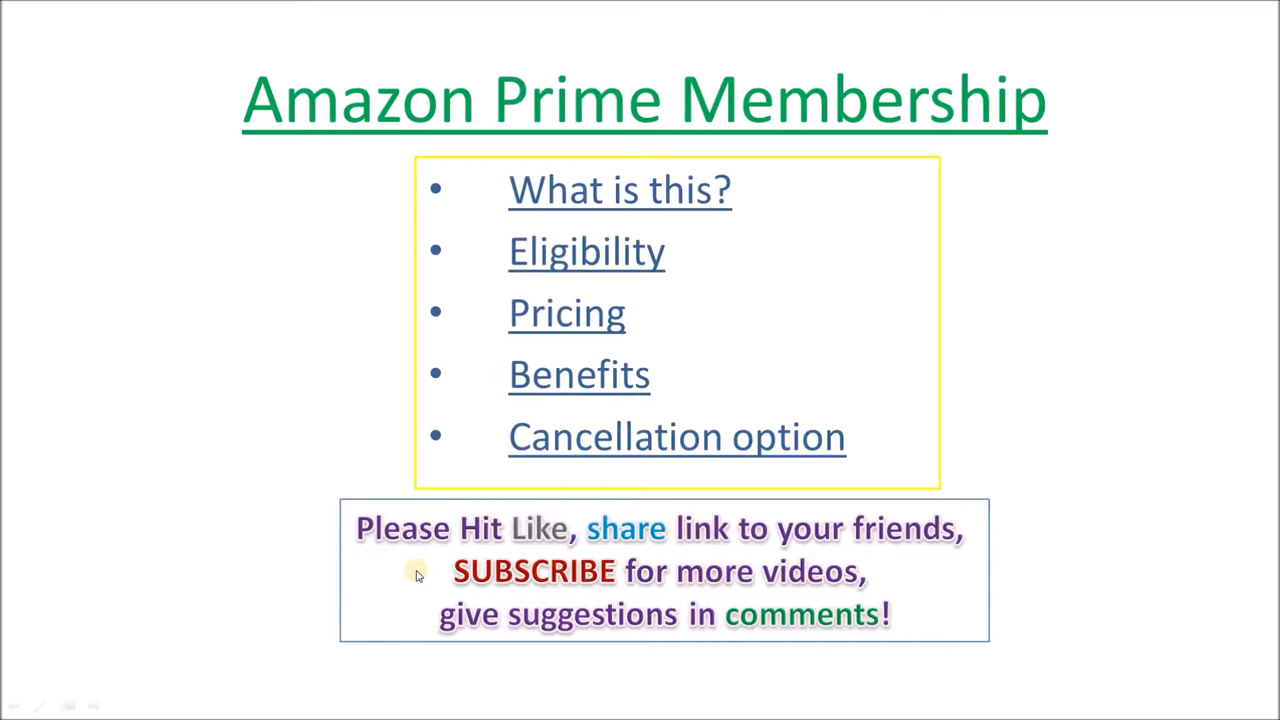 Amazon Prime Membership
• What is this?
• Eligibility
• Pricing
• Benefits
• Cancellation option
Please Hit Like, share link to your friends,
SUBSCRIBE for more videos,
give suggestions in comments!